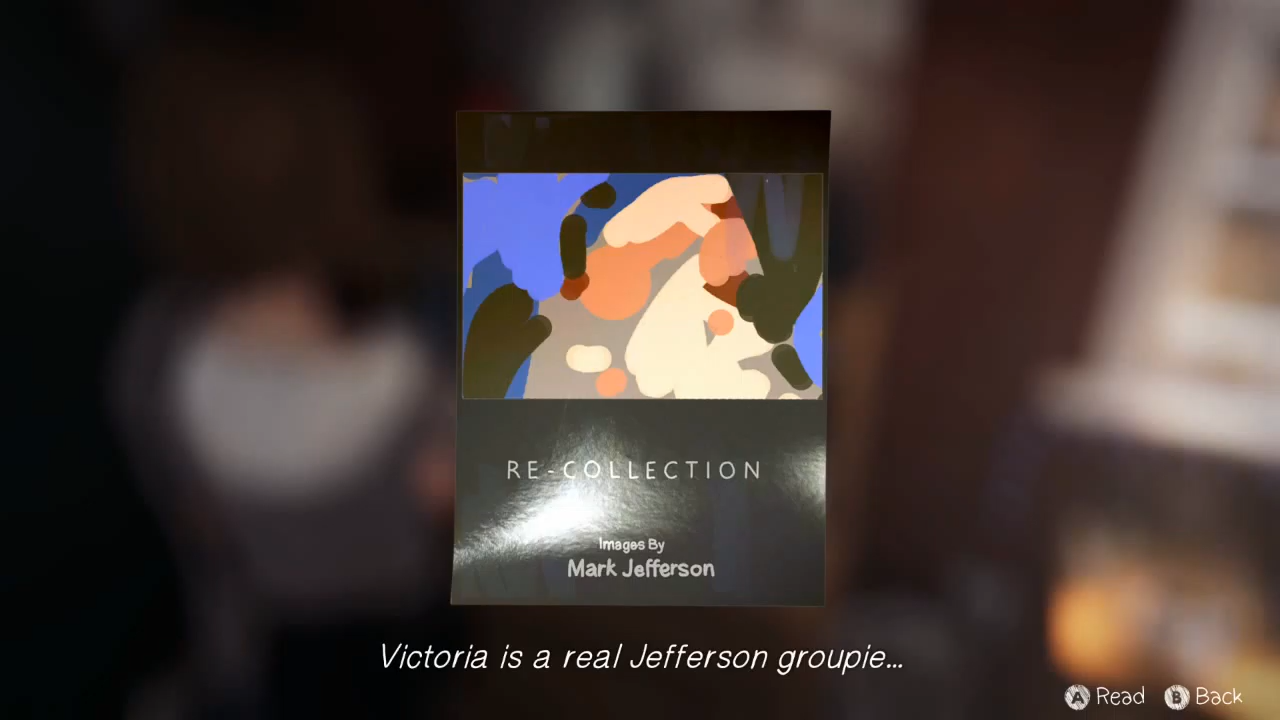 RE-COLLECTION
Images By
Mark Jefferson
Victoria is a real Jefferson groupie...
A Read B Back